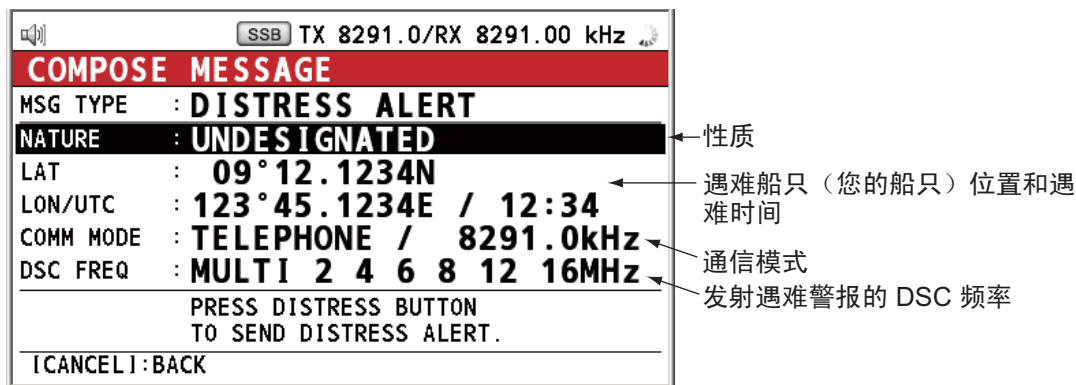 SSB TX 8291.0/RX 8291.00 kHz
COMPOSE MESSAGE
MSG TYPE : DISTRESS ALERT
NATURE : UNDESIGNATED
性质
LAT : 09°12.1234N
LON/UTC : 123°45.1234E / 12:34
遇难船只（您的船只）位置和遇
难时间
COMM MODE : TELEPHONE / 8291.0kHz
通信模式
DSC FREQ : MULTI 2 4 6 8 12 16MHz
发射遇难警报的 DSC 频率
PRESS DISTRESS BUTTON
TO SEND DISTRESS ALERT.
[CANCEL]:BACK